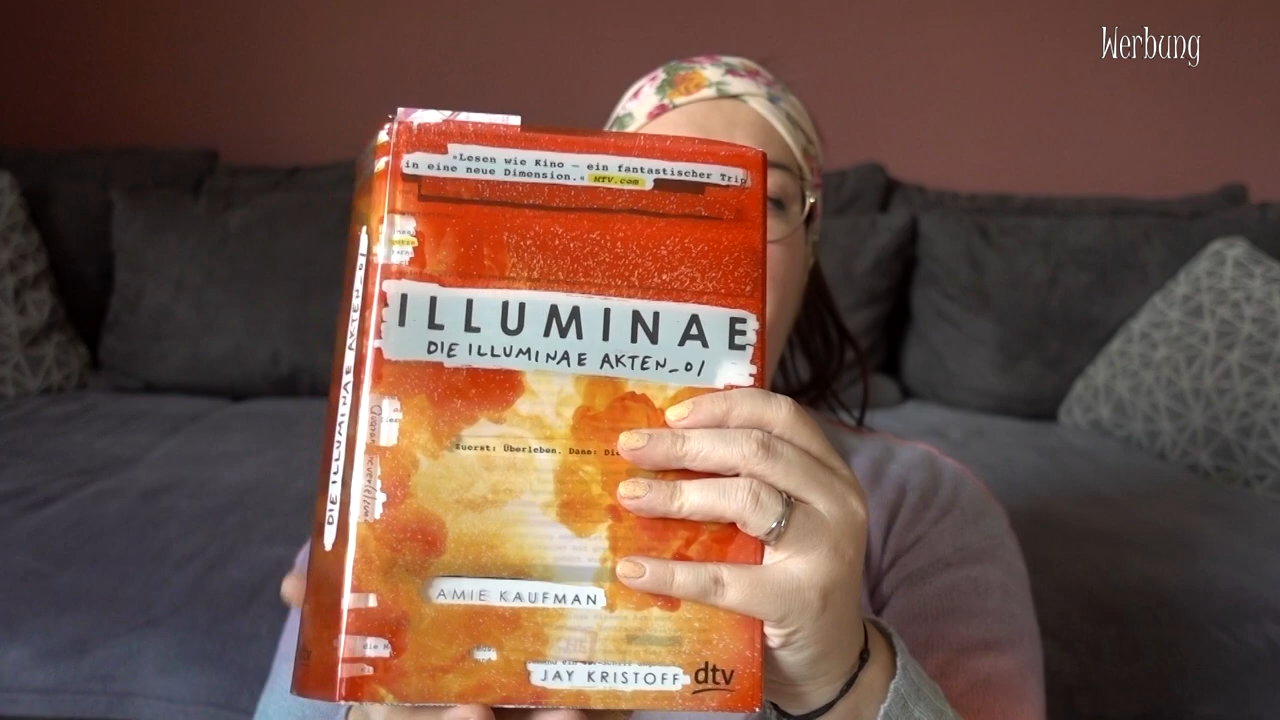 Werbung
»Lesen wie Kino – ein fantastischer Trip
in eine neue Dimension.« MTV.com
ILLUMINAE
DIE ILLUMINAE AKTEN_01
DIE ILLUMINAE AKTEN_01
Zuerst: Überleben. Dann:
AMIE KAUFMAN
JAY KRISTOFF
dtv